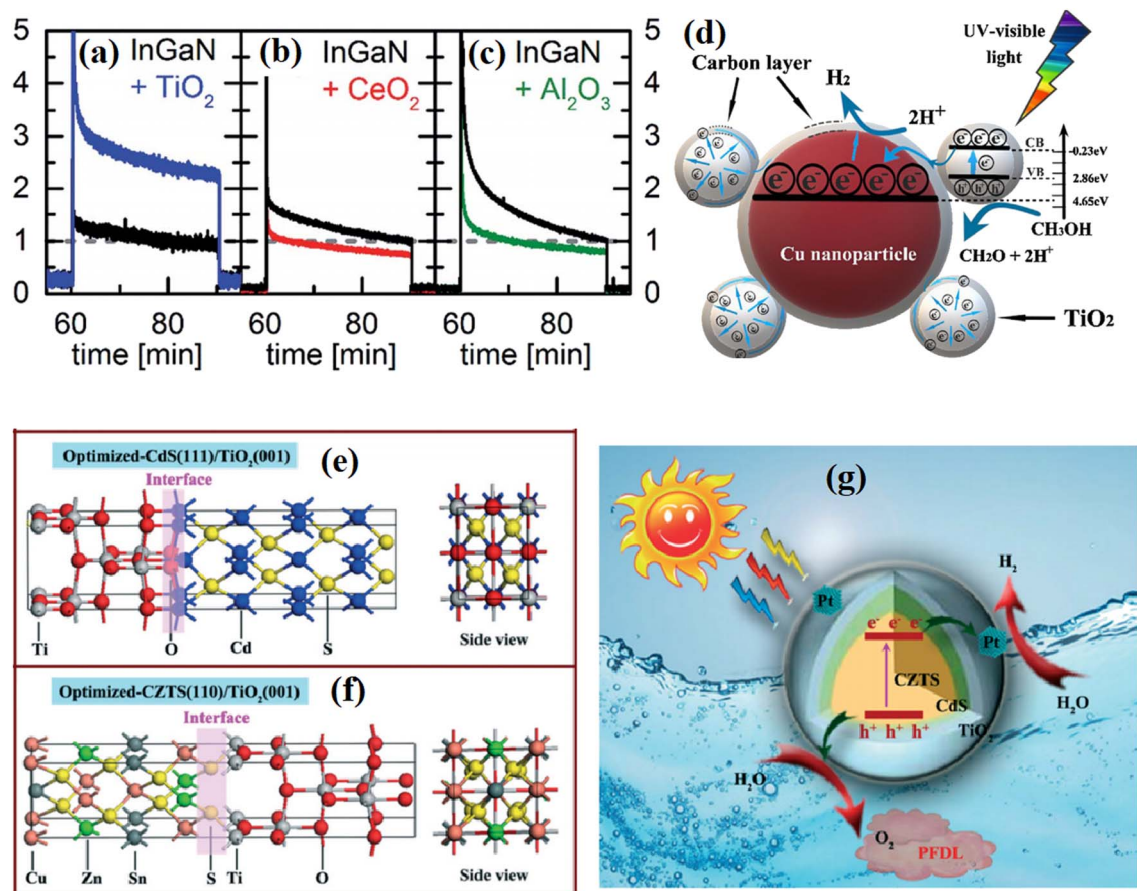 5
4
3
2
1
0
(a) InGaN
+ TiO₂
(b) InGaN
+ CeO₂
(c) InGaN
+ Al₂O₃
5
4
3
2
1
0
60 80
60 80
60 80
time [min]
time [min]
time [min]
(d)
UV-visible
light
Carbon layer
H₂
2H⁺
e⁻ e⁻ e⁻
CB
-0.23eV
e⁻
VB
2.86eV
h⁺ h⁺ h⁺
4.65eV
e⁻ e⁻ e⁻ e⁻ e⁻
CH₃OH
CH₂O + 2H⁺
Cu nanoparticle
TiO₂
Optimized-CdS(111)/TiO₂(001)
(e)
Interface
Ti O Cd S
Side view
Optimized-CZTS(110)/TiO₂(001)
(f)
Interface
Cu Zn Sn S Ti O
Side view
(g)
Pt
H₂
e⁻ e⁻ e⁻
Pt
CZTS
CdS
TiO₂
h⁺ h⁺ h⁺
H₂O
H₂O
O₂
PFDL